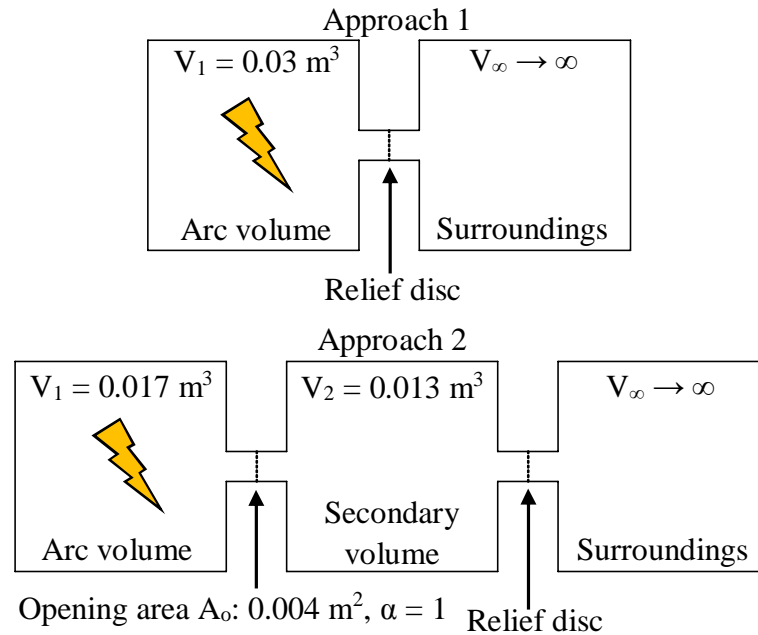 Approach 1
V₁ = 0.03 m³
V∞ → ∞
Arc volume
Surroundings
Relief disc
Approach 2
V₁ = 0.017 m³
V₂ = 0.013 m³
V∞ → ∞
Arc volume
Secondary
volume
Surroundings
Opening area Aₒ: 0.004 m², α = 1
Relief disc